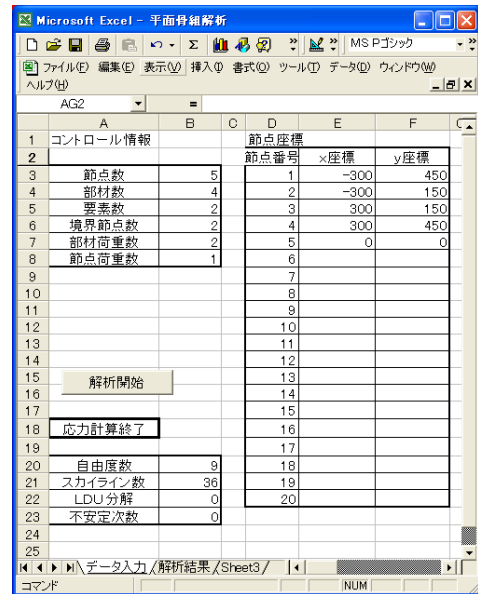 Microsoft Excel - 平面骨組解析
MS Pゴシック
ファイル(F) 編集(E) 表示(V) 挿入(I) 書式(O) ツール(T) データ(D) ウィンドウ(W)
ヘルプ(H)
AG2 =
A B C D E F
1 コントロール情報 節点座標
2 節点番号 x座標 y座標
3 節点数 5 1 -300 450
4 部材数 4 2 -300 150
5 要素数 2 3 300 150
6 境界節点数 2 4 300 450
7 部材荷重数 2 5 0 0
8 節点荷重数 1 6
9 7
10 8
11 9
12 10
13 11
14 12
15 解析開始 13
16 14
17 15
18 応力計算終了 16
19 17
20 自由度数 9 18
21 スカイライン数 36 19
22 LDU分解 0 20
23 不安定次数 0
24
25
データ入力 解析結果 Sheet3
コマンド NUM